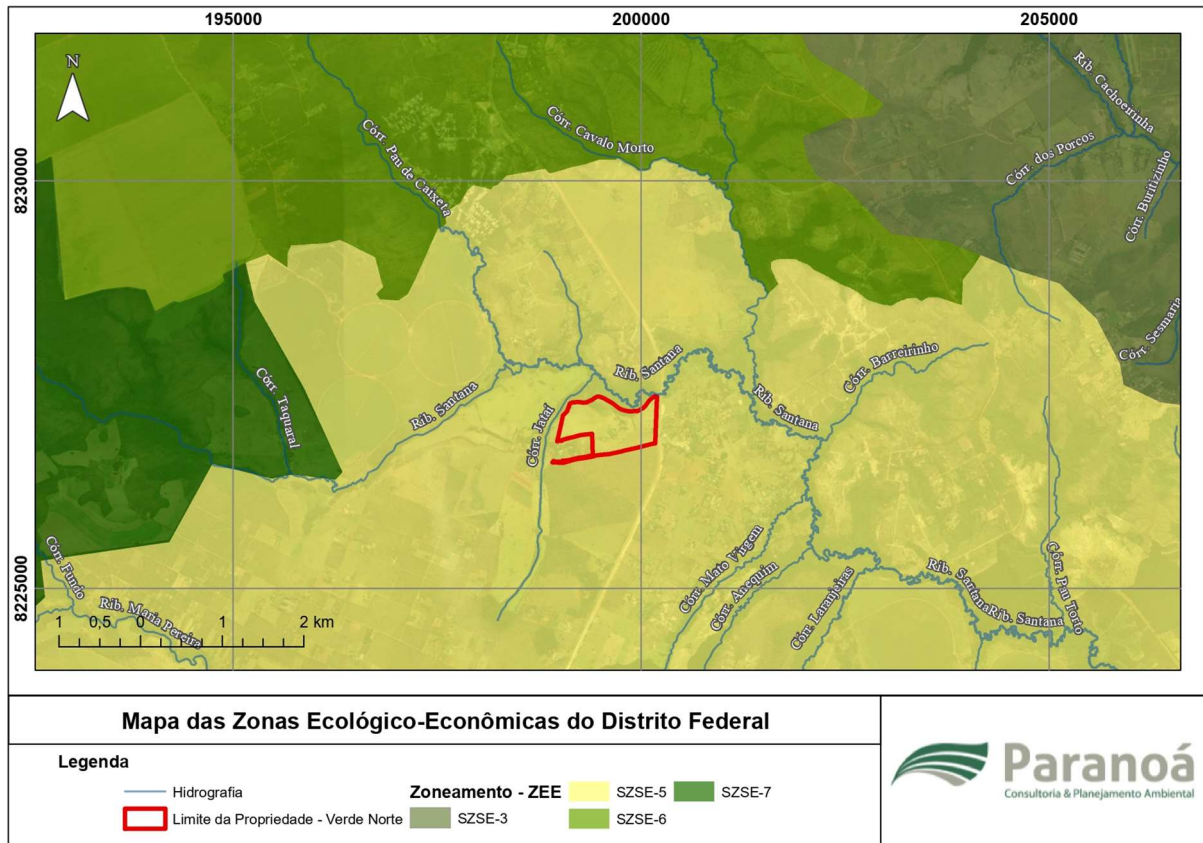 195000
200000
205000
8230000
8225000
N
Córr. Pau de Caixeta
Córr. Cavalo Morto
Rib. Cachoeirinha
Córr. dos Porcos
Córr. Buritizinho
Córr. Sesmaria
Córr. Taquaral
Rib. Santana
Córr. Jataí
Rib. Santana
Rib. Santana
Córr. Barreirinho
Córr. Mato Virgem
Córr. Anequim
Córr. Laranjeiras
Rib. Santana
Rib. Santana
Córr. Pau Torto
Córr. Fundo
Rib. Maria Pereira
1 0,5 0 1 2 km
Mapa das Zonas Ecológico-Econômicas do Distrito Federal
Legenda
Hidrografia
Limite da Propriedade - Verde Norte
Zoneamento - ZEE
SZSE-3
SZSE-5
SZSE-6
SZSE-7
Paranoá
Consultoria & Planejamento Ambiental